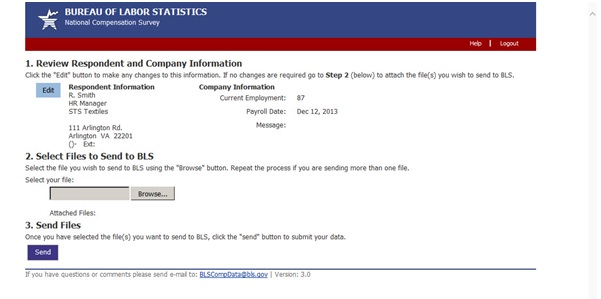 BUREAU OF LABOR STATISTICS
National Compensation Survey
Help | Logout
1. Review Respondent and Company Information
Click the "Edit" button to make any changes to this information. If no changes are required go to Step 2 (below) to attach the file(s) you wish to send to BLS.
Edit
Respondent Information
R. Smith
HR Manager
STS Textiles
111 Arlington Rd.
Arlington VA 22201
()- Ext:
Company Information
Current Employment: 87
Payroll Date: Dec 12, 2013
Message:
2. Select Files to Send to BLS
Select the file you wish to send to BLS using the "Browse" button. Repeat the process if you are sending more than one file.
Select your file:
Browse...
Attached Files:
3. Send Files
Once you have selected the file(s) you want to send to BLS, click the "send" button to submit your data.
Send
If you have questions or comments please send e-mail to: BLSCompData@bls.gov | Version: 3.0